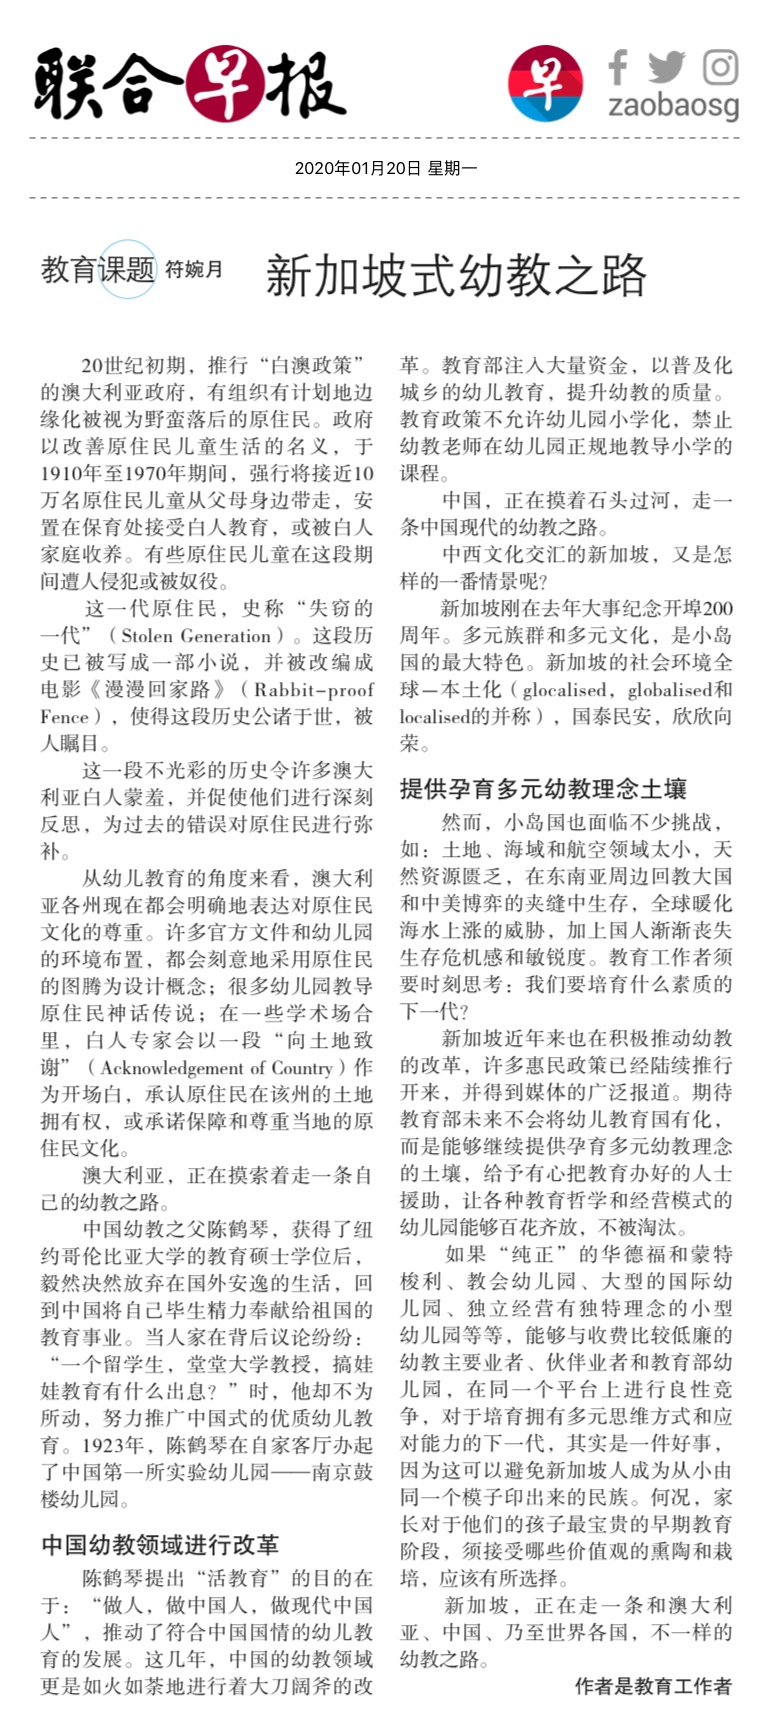 联合早报
早
zaobaosg
2020年01月20日 星期一
教育课题 符婉月
新加坡式幼教之路
20世纪初期，推行“白澳政策”
的澳大利亚政府，有组织有计划地边
缘化被视为野蛮落后的原住民。政府
以改善原住民儿童生活的名义，于
1910年至1970年期间，强行将接近10
万名原住民儿童从父母身边带走，安
置在保育处接受白人教育，或被白人
家庭收养。有些原住民儿童在这段期
间遭人侵犯或被奴役。
这一代原住民，史称“失窃的
一代”（Stolen Generation）。这段历
史已被写成一部小说，并被改编成
电影《漫漫回家路》（Rabbit-proof
Fence），使得这段历史公诸于世，被
人瞩目。
这一段不光彩的历史令许多澳大
利亚白人蒙羞，并促使他们进行深刻
反思，为过去的错误对原住民进行弥
补。
从幼儿教育的角度来看，澳大利
亚各州现在都会明确地表达对原住民
文化的尊重。许多官方文件和幼儿园
的环境布置，都会刻意地采用原住民
的图腾为设计概念；很多幼儿园教导
原住民神话传说；在一些学术场合
里，白人专家会以一段“向土地致
谢”（Acknowledgement of Country）作
为开场白，承认原住民在该州的土地
拥有权，或承诺保障和尊重当地的原
住民文化。
澳大利亚，正在摸索着走一条自
己的幼教之路。
中国幼教之父陈鹤琴，获得了纽
约哥伦比亚大学的教育硕士学位后，
毅然决然放弃在国外安逸的生活，回
到中国将自己毕生精力奉献给祖国的
教育事业。当人家在背后议论纷纷：
“一个留学生，堂堂大学教授，搞娃
娃教育有什么出息？”时，他却不为
所动，努力推广中国式的优质幼儿教
育。1923年，陈鹤琴在自家客厅办起
了中国第一所实验幼儿园——南京鼓
楼幼儿园。
中国幼教领域进行改革
陈鹤琴提出“活教育”的目的在
于：“做人，做中国人，做现代中国
人”，推动了符合中国国情的幼儿教
育的发展。这几年，中国的幼教领域
更是如火如荼地进行着大刀阔斧的改
革。教育部注入大量资金，以普及化
城乡的幼儿教育，提升幼教的质量。
教育政策不允许幼儿园小学化，禁止
幼教老师在幼儿园正规地教导小学的
课程。
中国，正在摸着石头过河，走一
条中国现代的幼教之路。
中西文化交汇的新加坡，又是怎
样的一番情景呢？
新加坡刚在去年大事纪念开埠200
周年。多元族群和多元文化，是小岛
国的最大特色。新加坡的社会环境全
球—本土化（glocalised，globalised和
localised的并称），国泰民安，欣欣向
荣。
提供孕育多元幼教理念土壤
然而，小岛国也面临不少挑战，
如：土地、海域和航空领域太小，天
然资源匮乏，在东南亚周边回教大国
和中美博弈的夹缝中生存，全球暖化
海水上涨的威胁，加上国人渐渐丧失
生存危机感和敏锐度。教育工作者须
要时刻思考：我们要培育什么素质的
下一代？
新加坡近年来也在积极推动幼教
的改革，许多惠民政策已经陆续推行
开来，并得到媒体的广泛报道。期待
教育部未来不会将幼儿教育国有化，
而是能够继续提供孕育多元幼教理念
的土壤，给予有心把教育办好的人士
援助，让各种教育哲学和经营模式的
幼儿园能够百花齐放，不被淘汰。
如果“纯正”的华德福和蒙特
梭利、教会幼儿园、大型的国际幼
儿园、独立经营有独特理念的小型
幼儿园等等，能够与收费比较低廉的
幼教主要业者、伙伴业者和教育部幼
儿园，在同一个平台上进行良性竞
争，对于培育拥有多元思维方式和应
对能力的下一代，其实是一件好事，
因为这可以避免新加坡人成为从小由
同一个模子印出来的民族。何况，家
长对于他们的孩子最宝贵的早期教育
阶段，须接受哪些价值观的熏陶和栽
培，应该有所选择。
新加坡，正在走一条和澳大利
亚、中国、乃至世界各国，不一样的
幼教之路。
作者是教育工作者